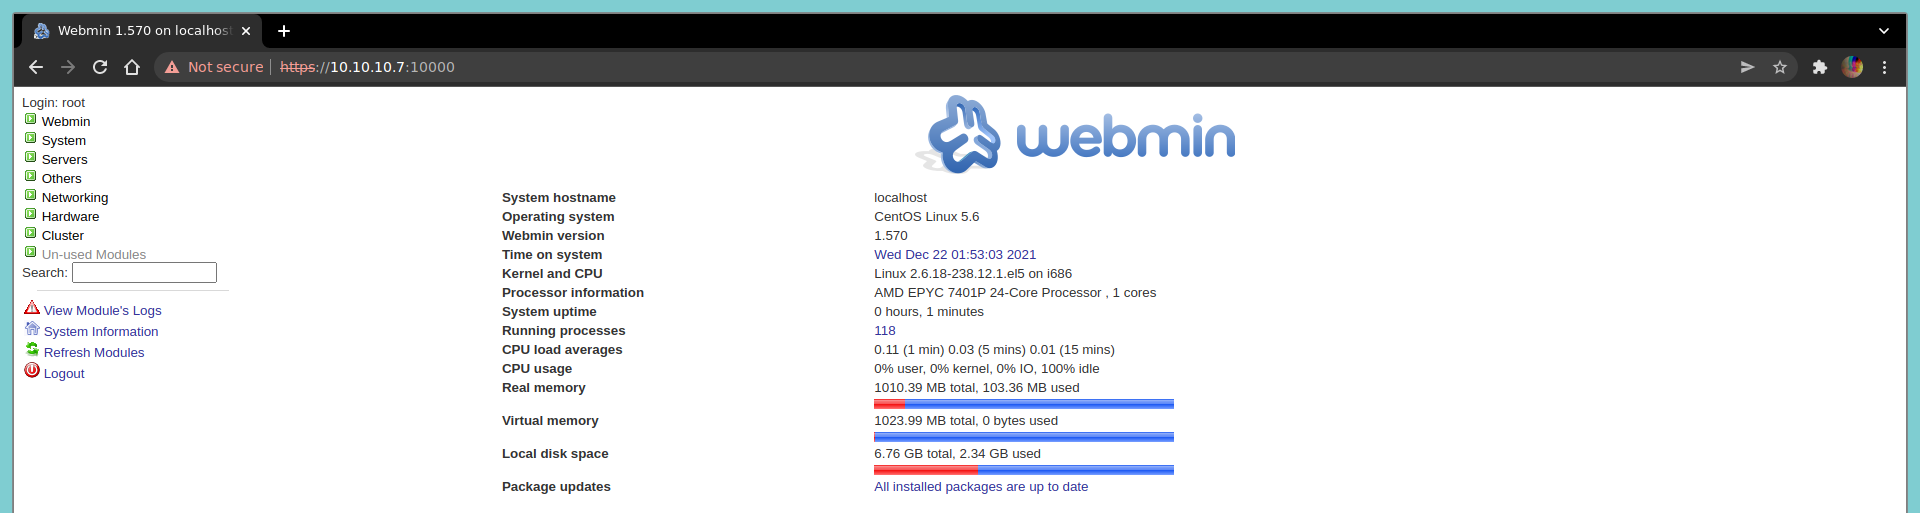 Webmin 1.570 on localhos
Not secure https://10.10.10.7:10000
Login: root
Webmin
System
Servers
Others
Networking
Hardware
Cluster
Un-used Modules
Search:
View Module's Logs
System Information
Refresh Modules
Logout
webmin
System hostname localhost
Operating system CentOS Linux 5.6
Webmin version 1.570
Time on system Wed Dec 22 01:53:03 2021
Kernel and CPU Linux 2.6.18-238.12.1.el5 on i686
Processor information AMD EPYC 7401P 24-Core Processor , 1 cores
System uptime 0 hours, 1 minutes
Running processes 118
CPU load averages 0.11 (1 min) 0.03 (5 mins) 0.01 (15 mins)
CPU usage 0% user, 0% kernel, 0% IO, 100% idle
Real memory 1010.39 MB total, 103.36 MB used
Virtual memory 1023.99 MB total, 0 bytes used
Local disk space 6.76 GB total, 2.34 GB used
Package updates All installed packages are up to date